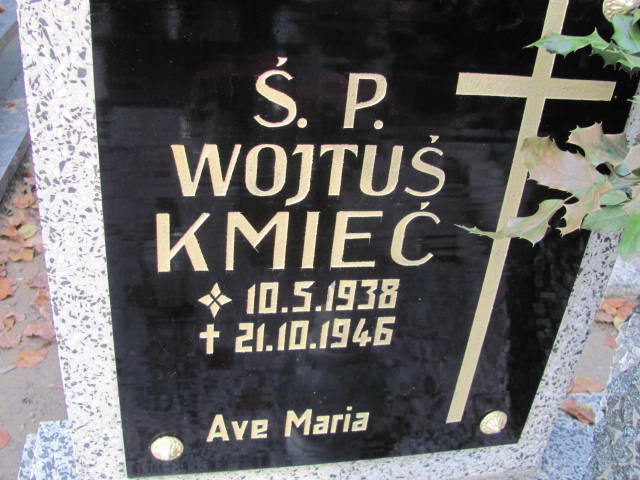 Ś. P.
WOJTUŚ
KMIEĆ
10.5.1938
† 21.10.1946
Ave Maria